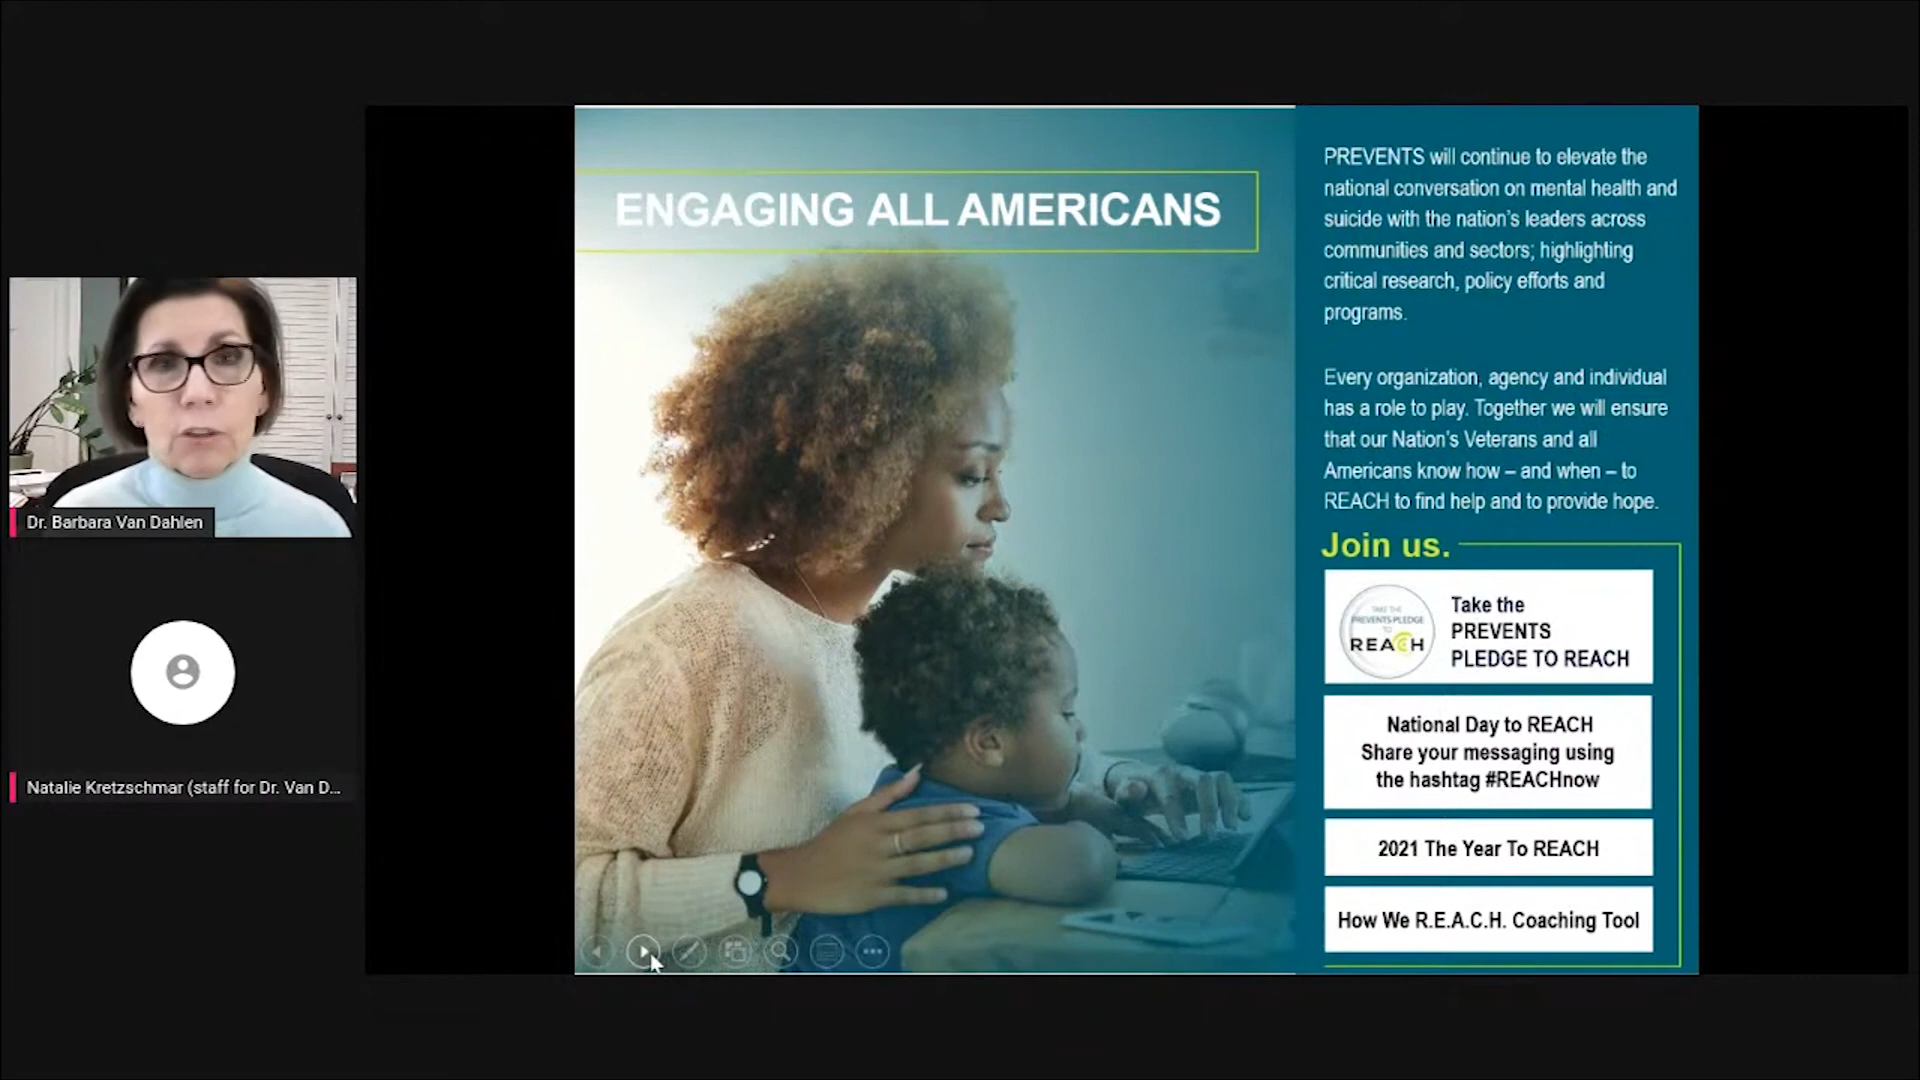 ENGAGING ALL AMERICANS
PREVENTS will continue to elevate the
national conversation on mental health and
suicide with the nation's leaders across
communities and sectors; highlighting
critical research, policy efforts and
programs.
Every organization, agency and individual
has a role to play. Together we will ensure
that our Nation's Veterans and all
Americans know how – and when – to
REACH to find help and to provide hope.
Join us.
TAKE THE
PREVENTS PLEDGE
TO
REACH
Take the
PREVENTS
PLEDGE TO REACH
National Day to REACH
Share your messaging using
the hashtag #REACHnow
2021 The Year To REACH
How We R.E.A.C.H. Coaching Tool
Dr. Barbara Van Dahlen
Natalie Kretzschmar (staff for Dr. Van D...